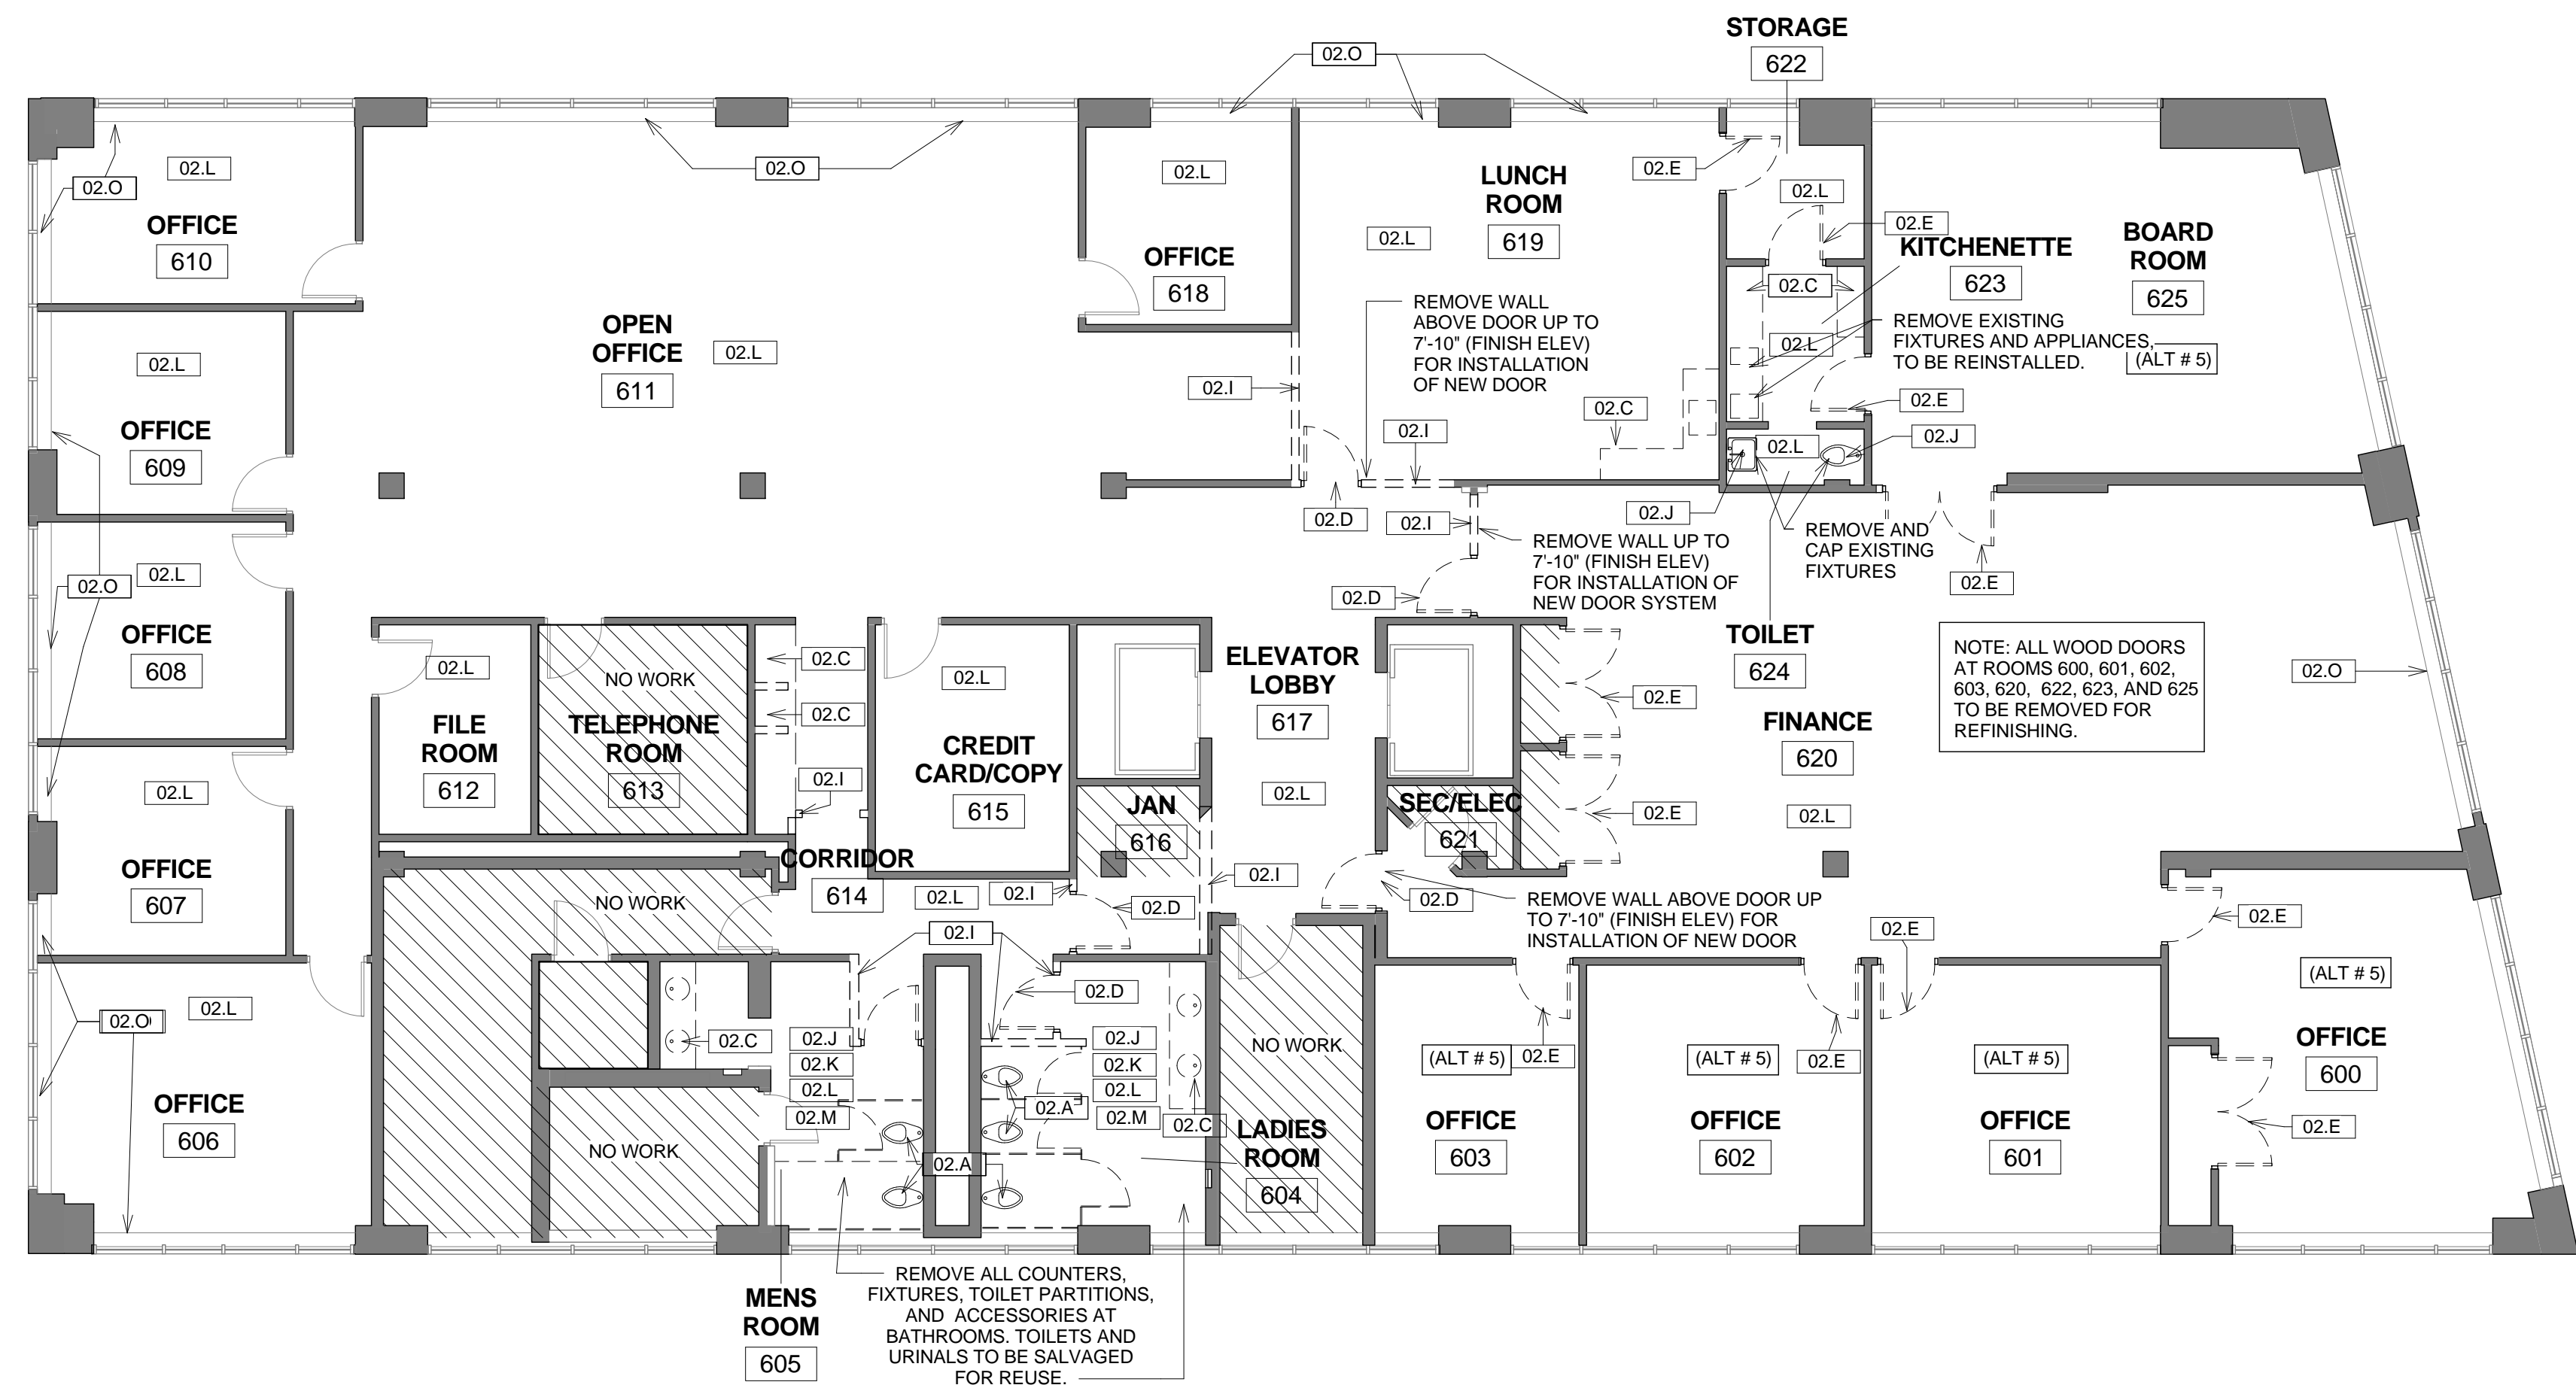 STORAGE
622
02.O
02.L
02.O
OFFICE
610
02.O
02.L
OFFICE
618
LUNCH
ROOM
619
02.L
02.E
02.L
02.E
KITCHENETTE
623
BOARD
ROOM
625
(ALT # 5)
OPEN
OFFICE
611
02.L
02.L
OFFICE
609
REMOVE WALL
ABOVE DOOR UP TO
7'-10" (FINISH ELEV)
FOR INSTALLATION
OF NEW DOOR
02.C
02.L
REMOVE EXISTING
FIXTURES AND APPLIANCES,
TO BE REINSTALLED.
02.I
02.C
02.I
02.E
02.J
02.L
02.D
02.I
02.J
REMOVE WALL UP TO
7'-10" (FINISH ELEV)
FOR INSTALLATION OF
NEW DOOR SYSTEM
REMOVE AND
CAP EXISTING
FIXTURES
02.E
02.L
02.O
OFFICE
608
02.D
02.L
FILE
ROOM
612
NO WORK
TELEPHONE
ROOM
613
02.C
02.C
02.I
02.L
CREDIT
CARD/COPY
615
ELEVATOR
LOBBY
617
02.L
TOILET
624
02.E
02.E
FINANCE
620
02.L
NOTE: ALL WOOD DOORS
AT ROOMS 600, 601, 602,
603, 620, 622, 623, AND 625
TO BE REMOVED FOR
REFINISHING.
02.O
02.L
OFFICE
607
JAN
616
SEC/ELEC
621
CORRIDOR
614
NO WORK
02.L
02.I
02.D
02.I
02.I
02.D
REMOVE WALL ABOVE DOOR UP
TO 7'-10" (FINISH ELEV) FOR
INSTALLATION OF NEW DOOR
02.E
02.E
02.L
02.O
OFFICE
606
02.C
02.J
02.K
02.L
02.M
02.D
02.J
02.K
02.L
02.M
02.A
02.C
02.A
NO WORK
NO WORK
LADIES
ROOM
604
(ALT # 5)
02.E
OFFICE
603
(ALT # 5)
02.E
OFFICE
602
(ALT # 5)
OFFICE
601
(ALT # 5)
OFFICE
600
02.E
MENS
ROOM
605
REMOVE ALL COUNTERS,
FIXTURES, TOILET PARTITIONS,
AND ACCESSORIES AT
BATHROOMS. TOILETS AND
URINALS TO BE SALVAGED
FOR REUSE.